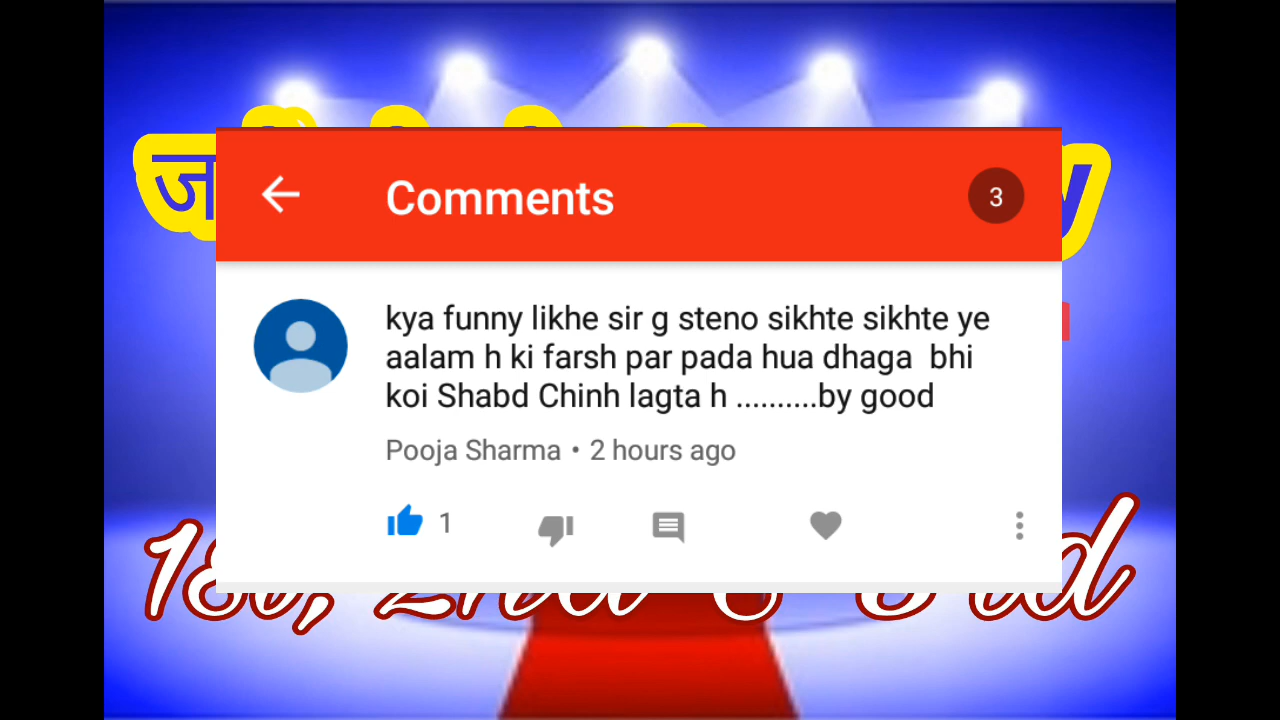 Comments
3
kya funny likhe sir g steno sikhte sikhte ye
aalam h ki farsh par pada hua dhaga bhi
koi Shabd Chinh lagta h ..........by good
Pooja Sharma • 2 hours ago
1